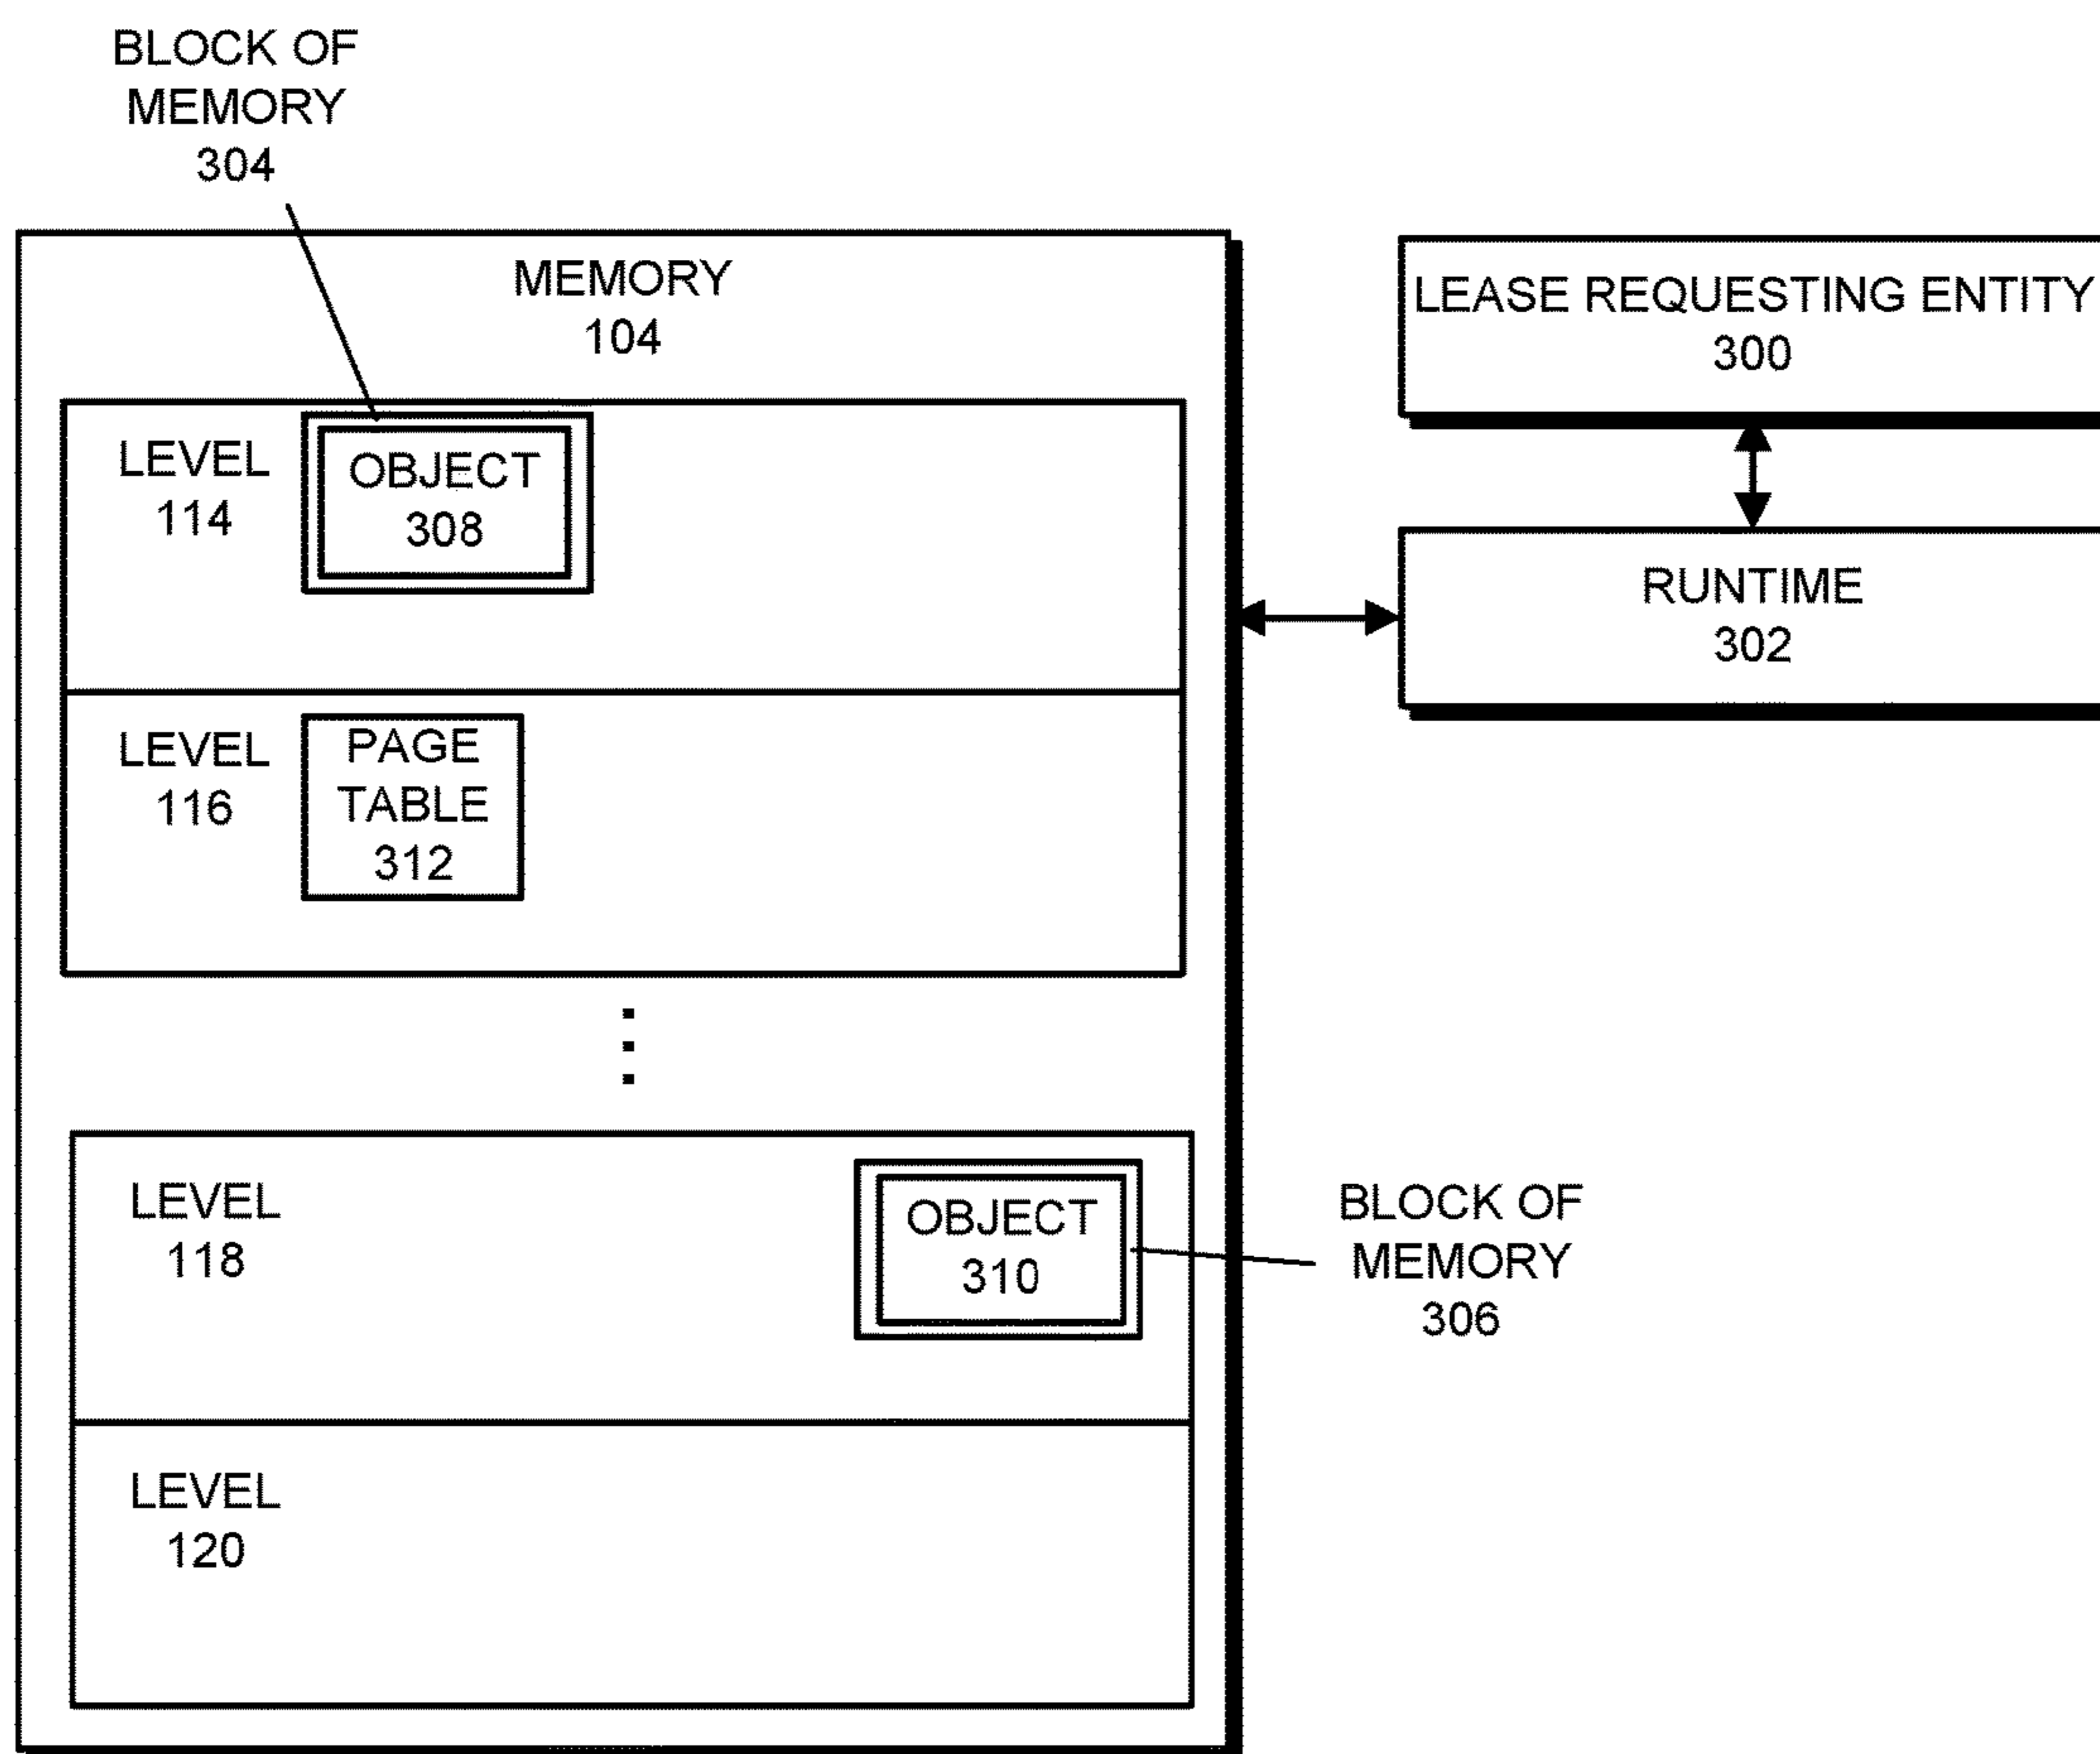 BLOCK OF
MEMORY
304
MEMORY
104
LEASE REQUESTING ENTITY
300
LEVEL
114
OBJECT
308
RUNTIME
302
LEVEL
116
PAGE
TABLE
312
LEVEL
118
OBJECT
310
BLOCK OF
MEMORY
306
LEVEL
120